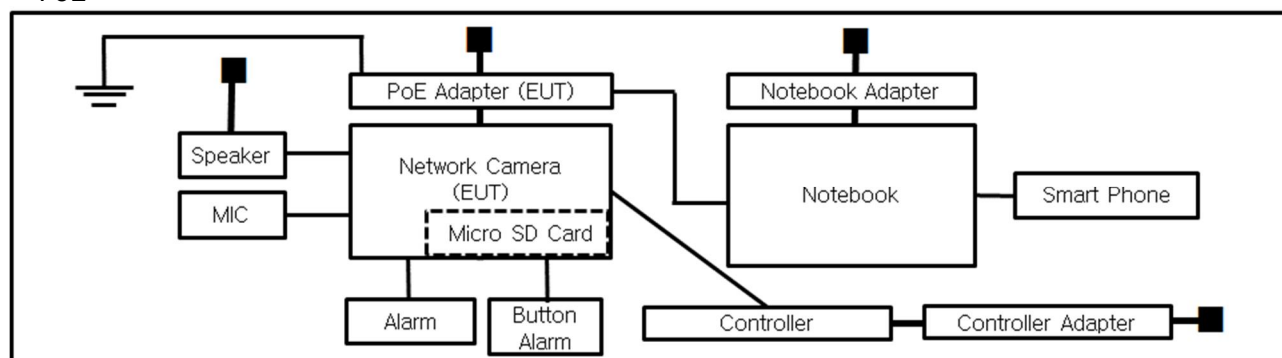 PoE Adapter (EUT)
Notebook Adapter
Speaker
Network Camera
(EUT)
Notebook
Smart Phone
MIC
Micro SD Card
Alarm
Button
Alarm
Controller
Controller Adapter